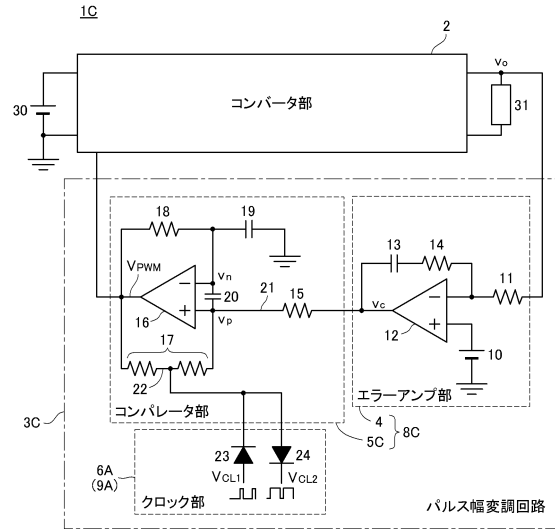 1C
2
Vo
コンバータ部
30
31
18
19
13
14
11
VPWM
Vn
20
21
15
Vc
16
Vp
12
10
17
22
コンパレータ部
エラーアンプ部
3C
4
5C
8C
23
24
6A
(9A)
VCL1
VCL2
クロック部
パルス幅変調回路